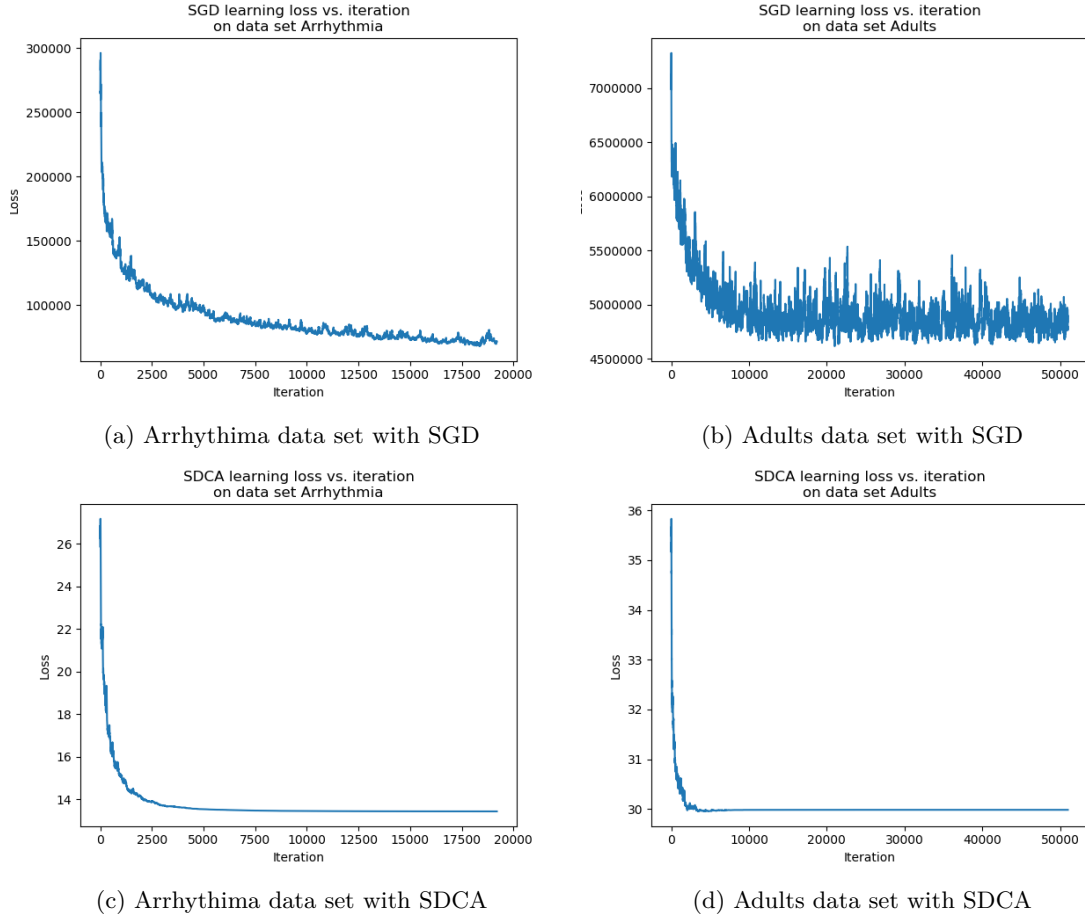 SGD learning loss vs. iteration
on data set Arrhythmia
300000
250000
200000
150000
100000
Loss
0 2500 5000 7500 10000 12500 15000 17500 20000
Iteration
(a) Arrhythima data set with SGD
SGD learning loss vs. iteration
on data set Adults
7000000
6500000
6000000
5500000
5000000
4500000
0 10000 20000 30000 40000 50000
Iteration
(b) Adults data set with SGD
SDCA learning loss vs. iteration
on data set Arrhythmia
26
24
22
20
18
16
14
Loss
0 2500 5000 7500 10000 12500 15000 17500 20000
Iteration
(c) Arrhythima data set with SDCA
SDCA learning loss vs. iteration
on data set Adults
36
35
34
33
32
31
30
Loss
0 10000 20000 30000 40000 50000
Iteration
(d) Adults data set with SDCA